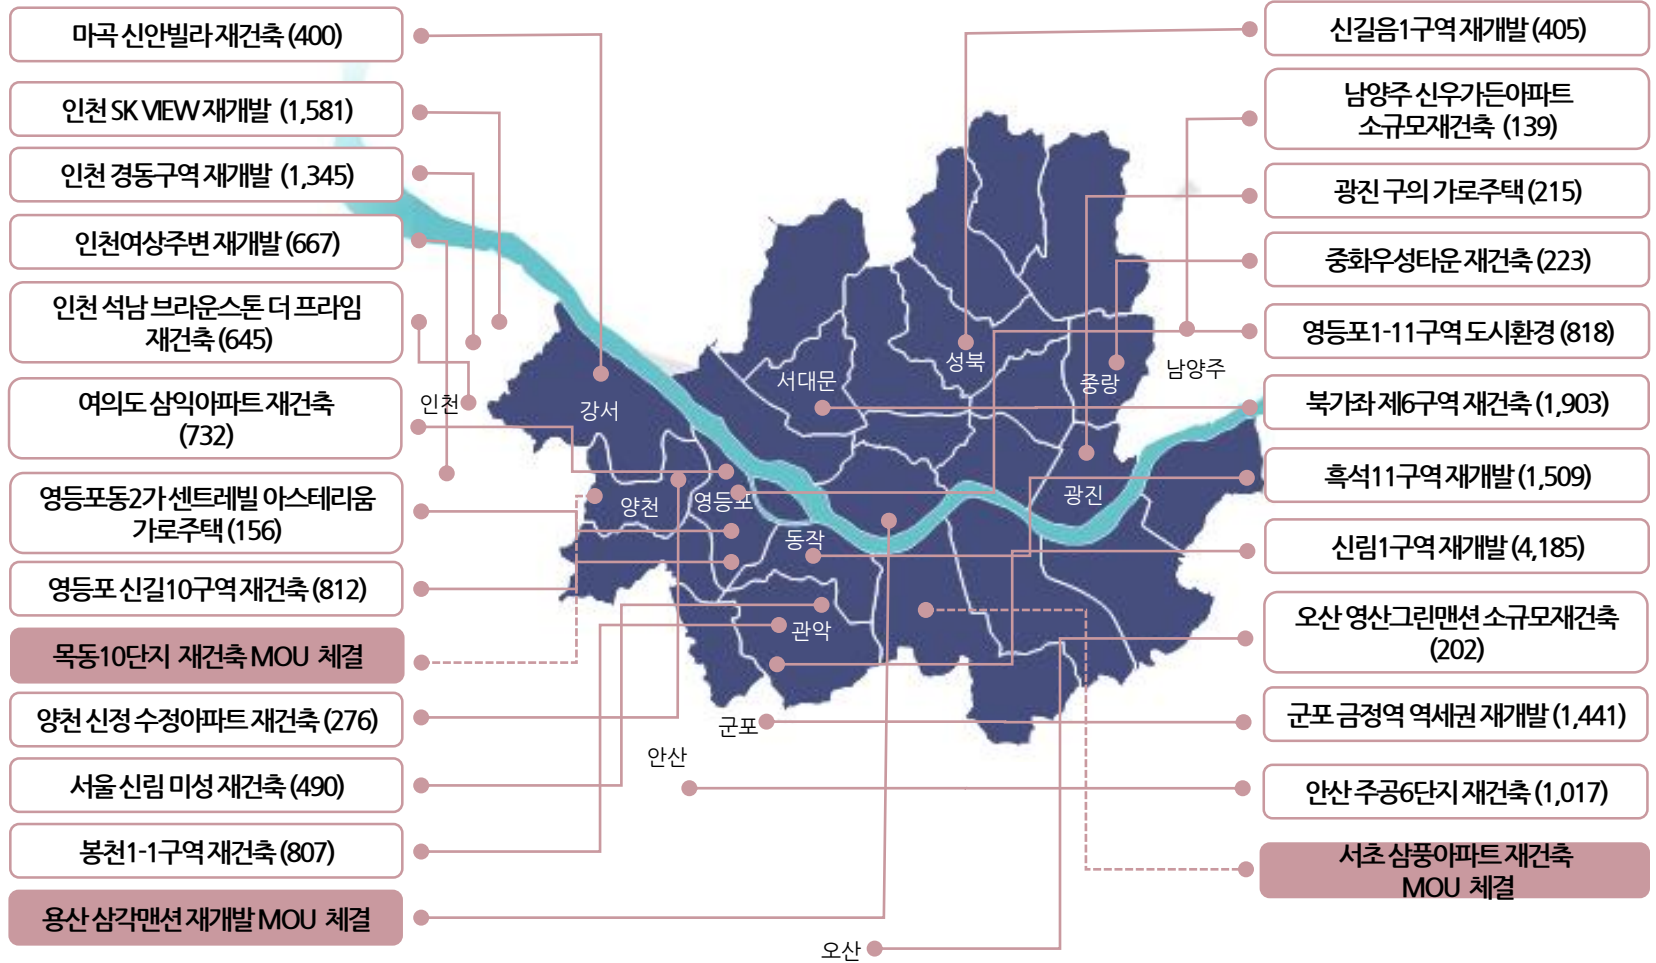 마곡 신안빌라 재건축 (400)
인천 SK VIEW 재개발 (1,581)
인천 경동구역 재개발 (1,345)
인천여상주변 재개발 (667)
인천 석남 브라운스톤 더 프라임
재건축 (645)
여의도 삼익아파트 재건축
(732)
영등포동2가 센트레빌 아스테리움
가로주택 (156)
영등포 신길10구역 재건축 (812)
목동10단지 재건축 MOU 체결
양천 신정 수정아파트 재건축 (276)
서울 신림 미성 재건축 (490)
봉천1-1구역 재건축 (807)
용산 삼각맨션 재개발 MOU 체결
인천
강서
서대문
성북
중랑
남양주
양천
영등포
동작
광진
관악
군포
안산
오산
신길음1구역 재개발 (405)
남양주 신우가든아파트
소규모재건축 (139)
광진 구의 가로주택 (215)
중화우성타운 재건축 (223)
영등포1-11구역 도시환경 (818)
북가좌 제6구역 재건축 (1,903)
흑석11구역 재개발 (1,509)
신림1구역 재개발 (4,185)
오산 영산그린맨션 소규모재건축
(202)
군포 금정역 역세권 재개발 (1,441)
안산 주공6단지 재건축 (1,017)
서초 삼풍아파트 재건축
MOU 체결